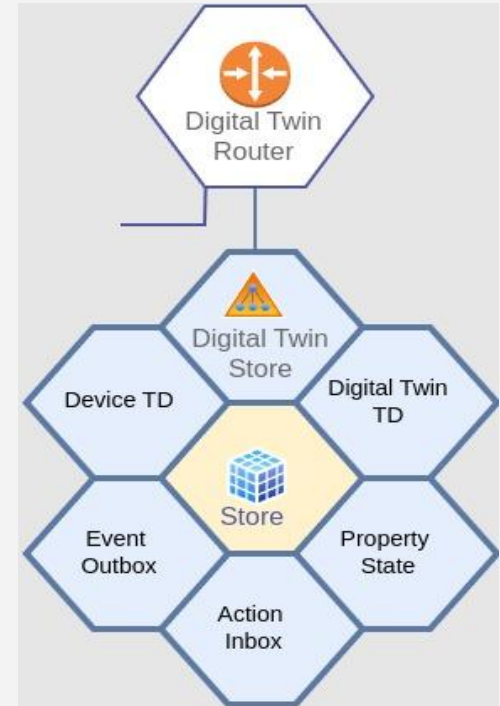 Digital Twin
Router
Digital Twin
Store
Device TD
Digital Twin
TD
Store
Event
Outbox
Property
State
Action
Inbox